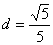 d = √5/5